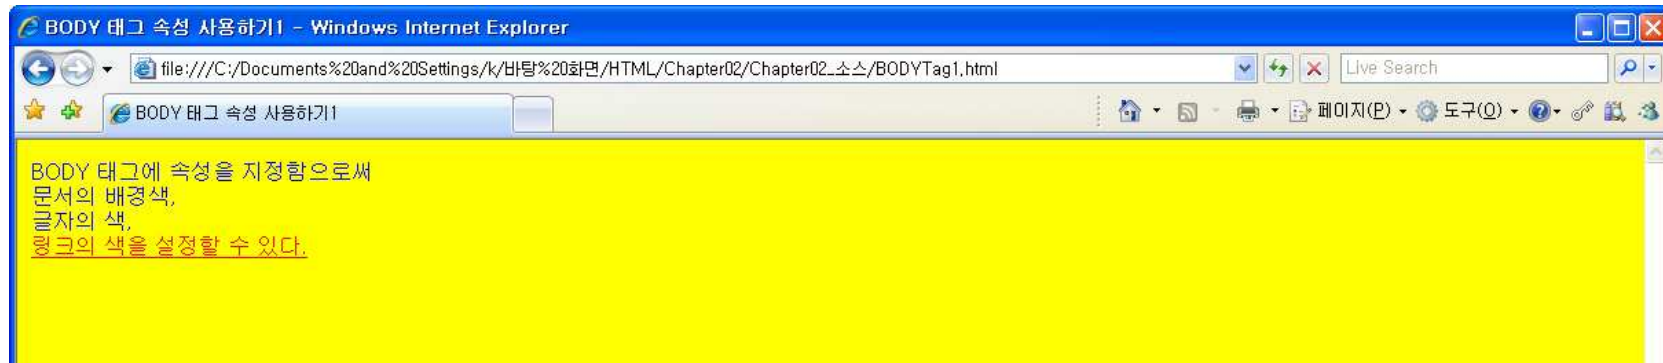 BODY 태그 속성 사용하기1 - Windows Internet Explorer
file:///C:/Documents%20and%20Settings/k/바탕%20화면/HTML/Chapter02/Chapter02_소스/BODYTag1.html
Live Search
BODY 태그 속성 사용하기1
페이지(P)
도구(O)
BODY 태그에 속성을 지정함으로써
문서의 배경색,
글자의 색,
링크의 색을 설정할 수 있다.